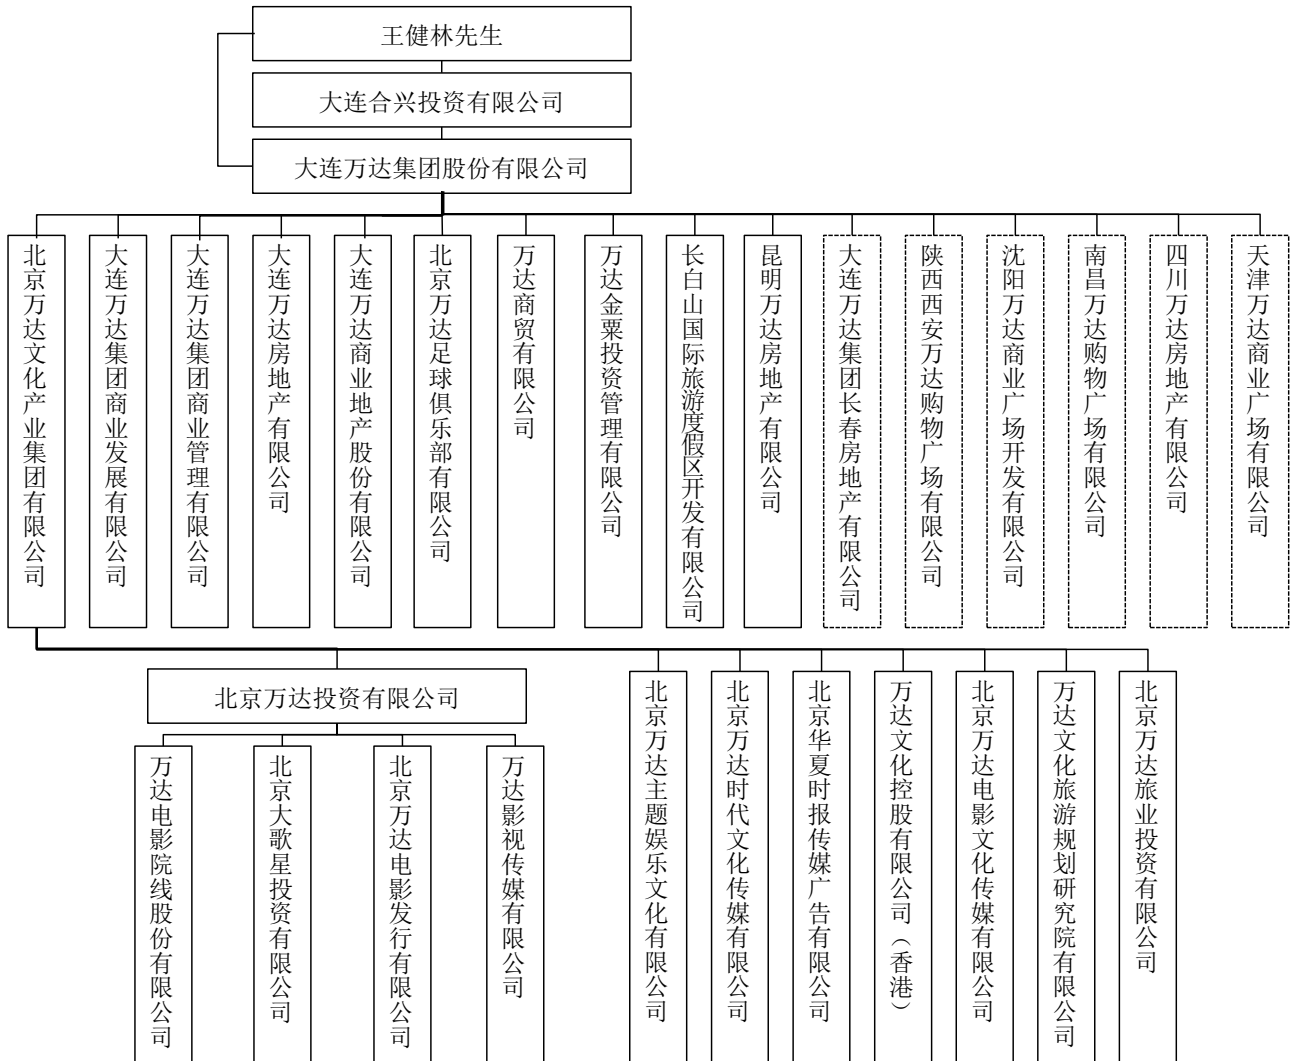 王健林先生
大连合兴投资有限公司
大连万达集团股份有限公司
北京万达文化产业集团有限公司
大连万达集团商业发展有限公司
大连万达集团商业管理有限公司
大连万达房地产有限公司
大连万达商业地产股份有限公司
北京万达足球俱乐部有限公司
万达商贸有限公司
万达金粟投资管理有限公司
长白山国际旅游度假区开发有限公司
昆明万达房地产有限公司
大连万达集团长春房地产有限公司
陕西西安万达购物广场有限公司
沈阳万达商业广场开发有限公司
南昌万达购物广场有限公司
四川万达房地产有限公司
天津万达商业广场有限公司
北京万达投资有限公司
万达电影院线股份有限公司
北京大歌星投资有限公司
北京万达电影发行有限公司
万达影视传媒有限公司
北京万达主题娱乐文化有限公司
北京万达时代文化传媒有限公司
北京华夏时报传媒广告有限公司
万达文化控股有限公司（香港）
北京万达电影文化传媒有限公司
万达文化旅游规划研究院有限公司
北京万达旅业投资有限公司